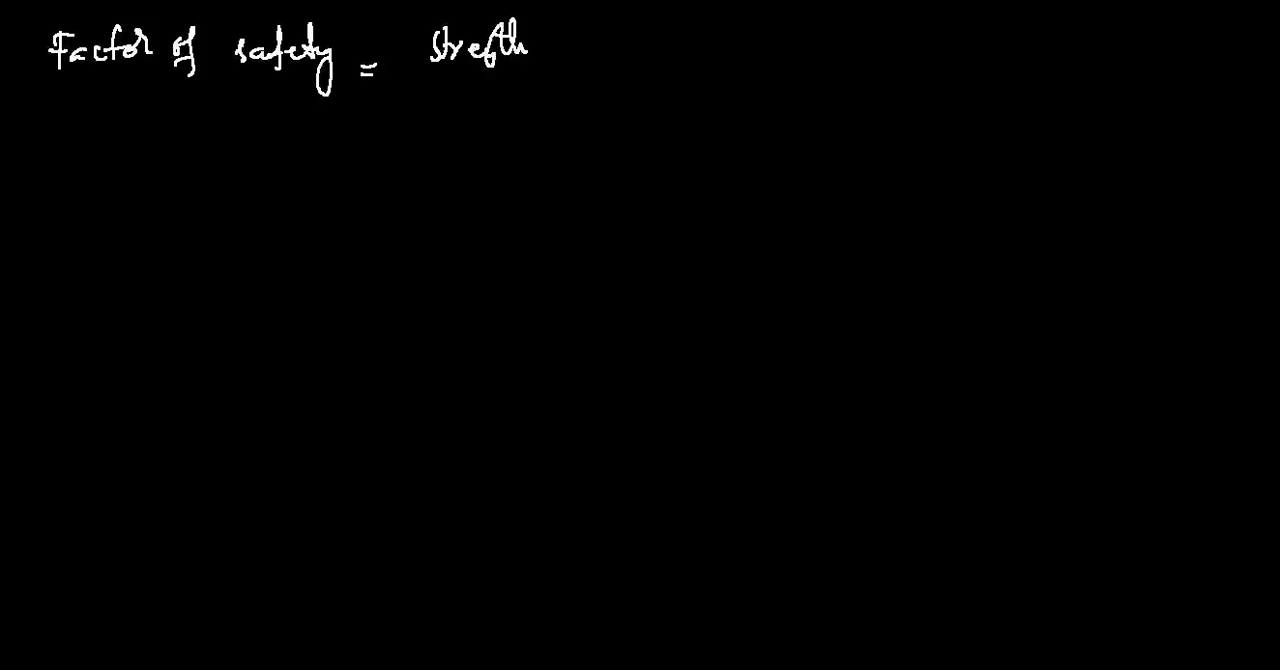 Factor of safety = Strefth